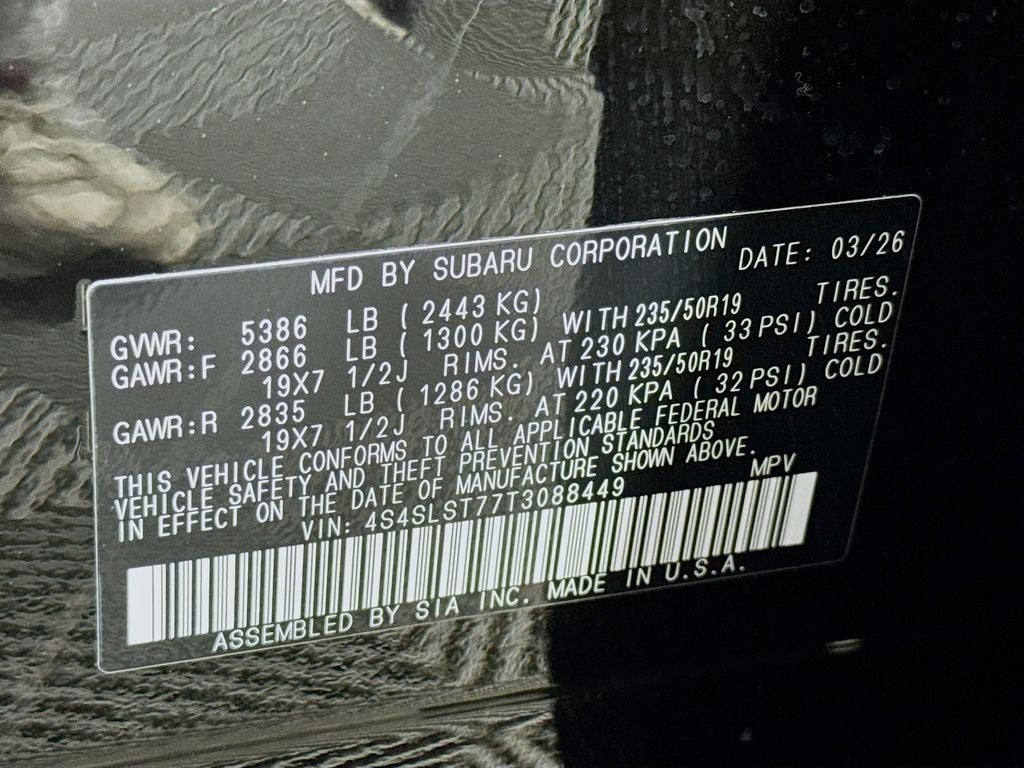 MFD BY SUBARU CORPORATION DATE: 03/26
GVWR: 5386 LB ( 2443 KG)
GAWR:F 2866 LB ( 1300 KG) WITH 235/50R19 TIRES.
19X7 1/2J RIMS. AT 230 KPA ( 33 PSI) COLD
GAWR:R 2835 LB ( 1286 KG) WITH 235/50R19 TIRES.
19X7 1/2J RIMS. AT 220 KPA ( 32 PSI) COLD
THIS VEHICLE CONFORMS TO ALL APPLICABLE FEDERAL MOTOR
VEHICLE SAFETY AND THEFT PREVENTION STANDARDS
IN EFFECT ON THE DATE OF MANUFACTURE SHOWN ABOVE.
VIN: 4S4SLST77T3088449 MPV
ASSEMBLED BY SIA INC. MADE IN U.S.A.